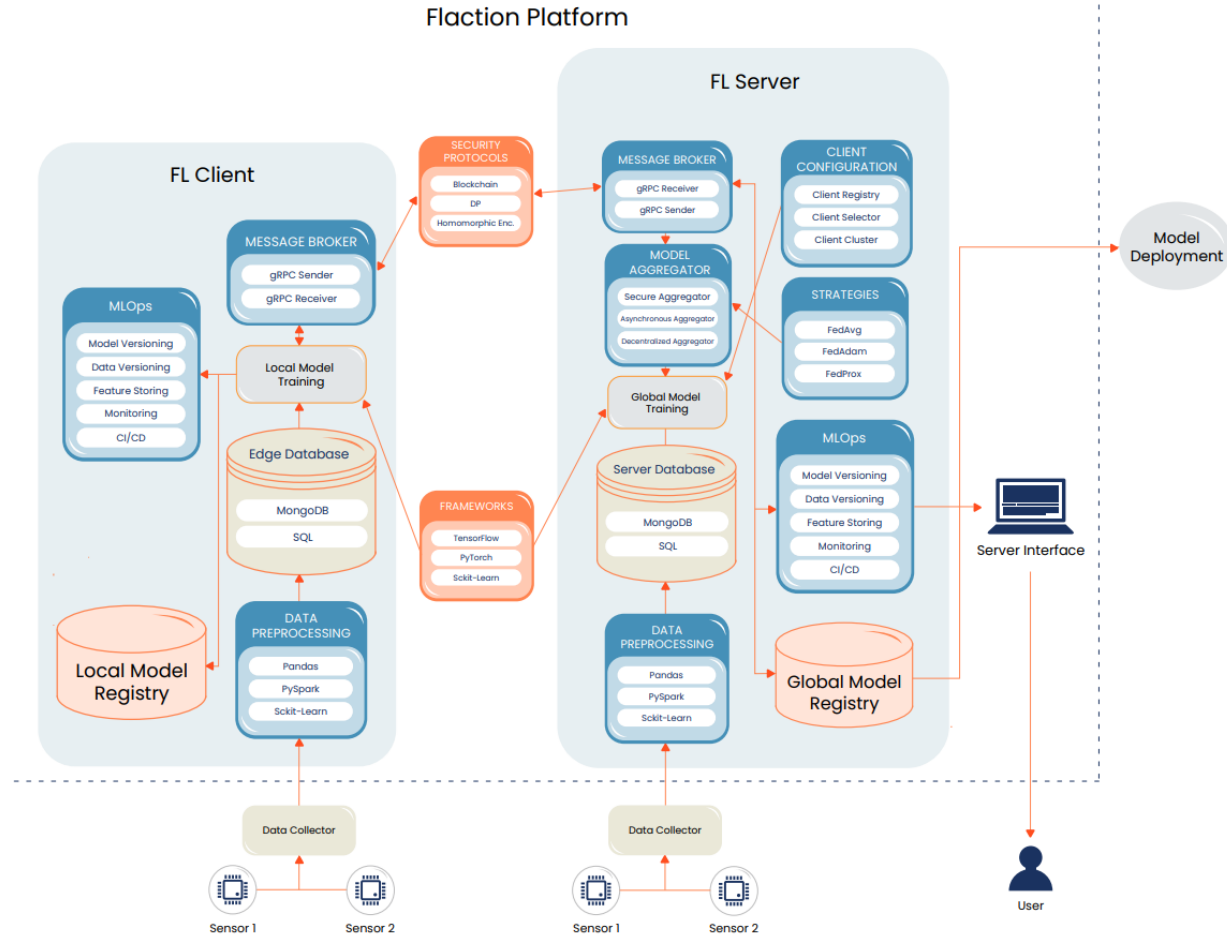 Flaction Platform
FL Client
MESSAGE BROKER
gRPC Sender
gRPC Receiver
MLOps
Model Versioning
Data Versioning
Feature Storing
Monitoring
CI/CD
Local Model
Training
Edge Database
MongoDB
SQL
Local Model
Registry
DATA
PREPROCESSING
Pandas
PySpark
Sckit-Learn
Data Collector
Sensor 1
Sensor 2
SECURITY
PROTOCOLS
Blockchain
DP
Homomorphic Enc.
FRAMEWORKS
TensorFlow
PyTorch
Sckit-Learn
FL Server
MESSAGE BROKER
gRPC Receiver
gRPC Sender
MODEL
AGGREGATOR
Secure Aggregator
Asynchronous Aggregator
Decentralized Aggregator
Global Model
Training
Server Database
MongoDB
SQL
DATA
PREPROCESSING
Pandas
PySpark
Sckit-Learn
Data Collector
Sensor 1
Sensor 2
CLIENT
CONFIGURATION
Client Registry
Client Selector
Client Cluster
STRATEGIES
FedAvg
FedAdam
FedProx
MLOps
Model Versioning
Data Versioning
Feature Storing
Monitoring
CI/CD
Global Model
Registry
Model
Deployment
Server Interface
User